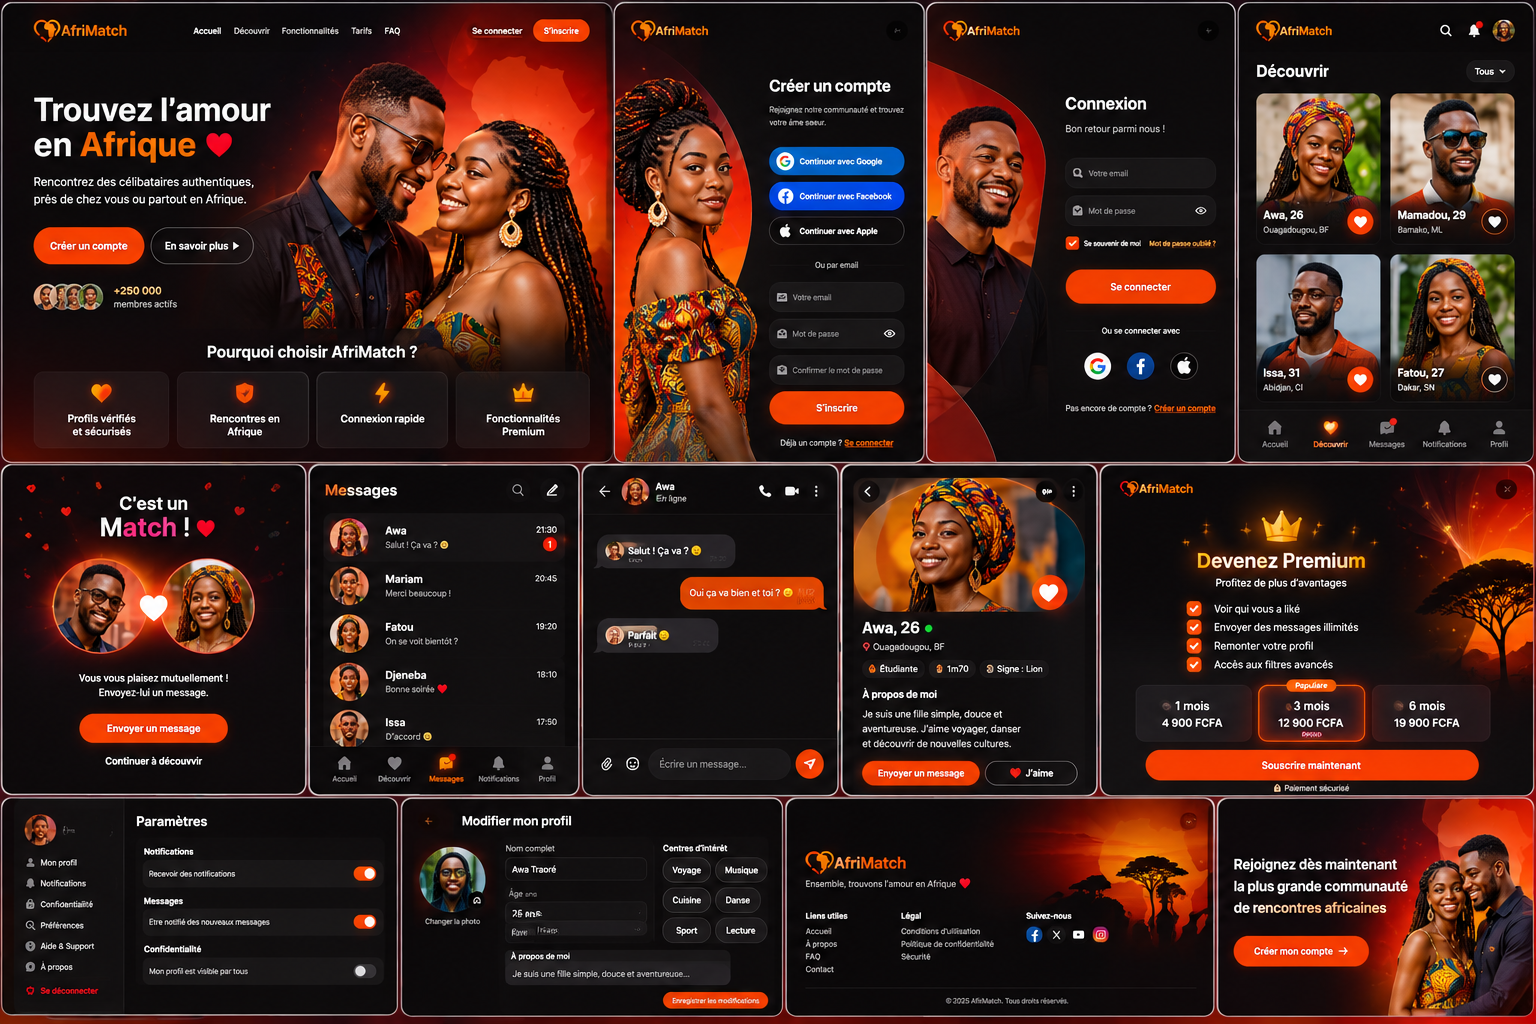 AfriMatch
Accueil
Découvrir
Fonctionnalités
Tarifs
FAQ
Se connecter
S'inscrire
Trouvez l'amour
en Afrique
Rencontrez des célibataires authentiques,
près de chez vous ou partout en Afrique.
Créer un compte
En savoir plus
+250 000
membres actifs
Pourquoi choisir AfriMatch ?
Profils vérifiés
et sécurisés
Rencontres en
Afrique
Connexion rapide
Fonctionnalités
Premium
AfriMatch
Créer un compte
Rejoignez notre communauté et trouvez
votre âme sœur.
Continuer avec Google
Continuer avec Facebook
Continuer avec Apple
Ou par email
Votre email
Mot de passe
Confirmer le mot de passe
S'inscrire
Déja un compte ? Se connecter
AfriMatch
Connexion
Bon retour parmi nous !
Votre email
Mot de passe
Se souvenir de moi
Mot de passe oublié ?
Se connecter
Ou se connecter avec
Pas encore de compte ? Créer un compte
AfriMatch
Découvrir
Tous
Awa, 26
Ouagadougou, BF
Mamadou, 29
Bamako, ML
Issa, 31
Abidjan, CI
Fatou, 27
Dakar, SN
Accueil
Découvrir
Messages
Notifications
Profil
C'est un
Match !
Vous vous plaisez mutuellement !
Envoyez-lui un message.
Envoyer un message
Continuer à découvrir
Messages
Awa
21:30
Salut ! Ça va ?
1
Mariam
20:45
Merci beaucoup !
Fatou
19:20
On se voit bientôt ?
Djeneba
18:10
Bonne soirée
Issa
17:50
D'accord
Accueil
Découvrir
Messages
Notifications
Profil
Awa
En ligne
Salut ! Ça va ?
Oui ça va bien et toi ?
Parfait
Écrire un message...
Awa, 26
Ouagadougou, BF
Étudiante
1m70
Signe : Lion
À propos de moi
Je suis une fille simple, douce et
aventureuse. J'aime voyager, danser
et découvrir de nouvelles cultures.
Envoyer un message
J'aime
AfriMatch
Devenez Premium
Profitez de plus d'avantages
Voir qui vous a liké
Envoyer des messages illimités
Remonter votre profil
Accès aux filtres avancés
Populaire
1 mois
4 900 FCFA
3 mois
12 900 FCFA
6 mois
19 900 FCFA
Souscrire maintenant
Paiement sécurisé
Mon profil
Notifications
Confidentialité
Préférences
Aide & Support
À propos
Se déconnecter
Paramètres
Notifications
Recevoir des notifications
Messages
Etre notifié des nouveaux messages
Confidentialité
Mon profil est visible par tous
Modifier mon profil
Changer la photo
Nom complet
Awa Traoré
Âge
26 ans
À propos de moi
Je suis une fille simple, douce et aventureuse...
Centres d'intérêt
Voyage
Musique
Cuisine
Danse
Sport
Lecture
Enregistrer les modifications
AfriMatch
Ensemble, trouvons l'amour en Afrique
Liens utiles
Accueil
À propos
FAQ
Contact
Légal
Conditions d'utilisation
Politique de confidentialité
Sécurité
Suivez-nous
© 2025 AfriMatch. Tous droits réservés.
Rejoignez dès maintenant
la plus grande communauté
de rencontres africaines
Créer mon compte